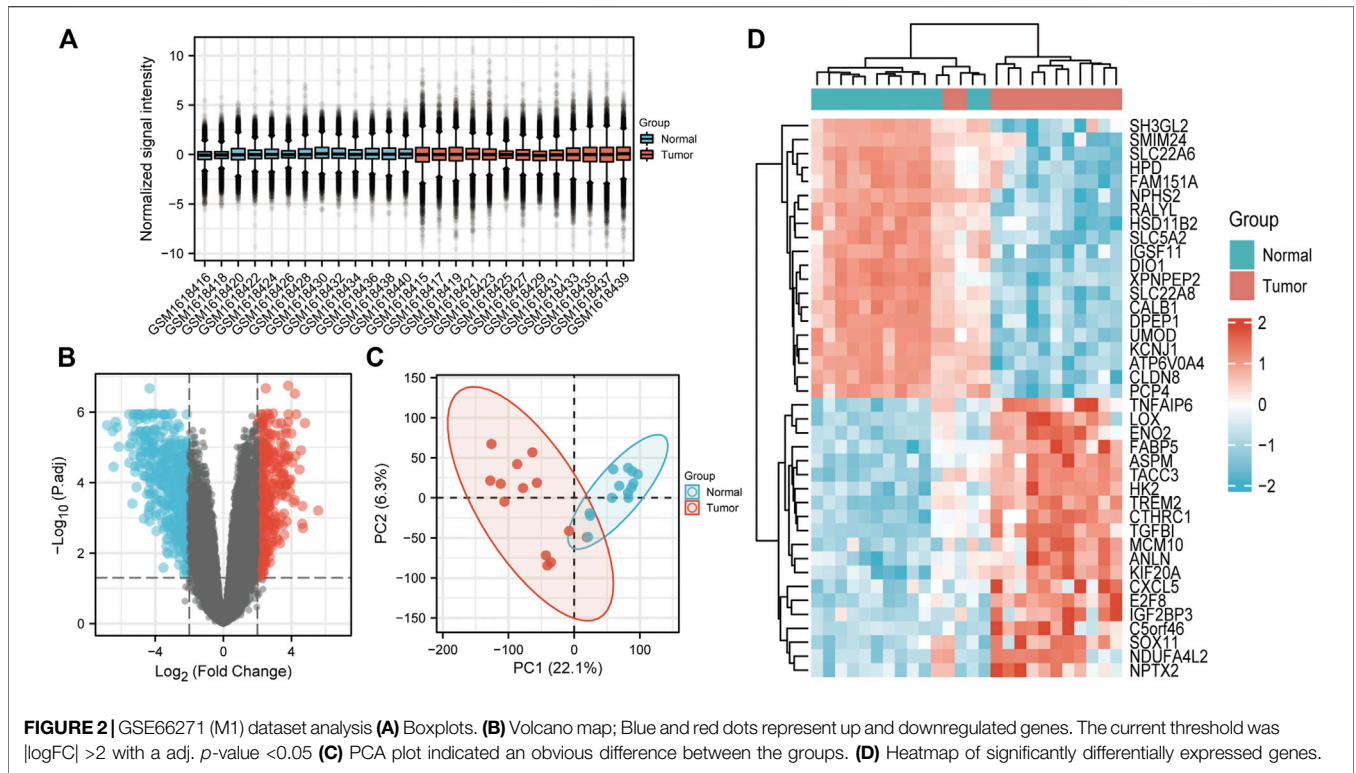 A
Normalized signal intensity
10
5
0
−5
−10
Group
Normal
Tumor
GSM1618416
GSM1618418
GSM1618420
GSM1618422
GSM1618424
GSM1618426
GSM1618428
GSM1618430
GSM1618432
GSM1618434
GSM1618436
GSM1618438
GSM1618440
GSM1618415
GSM1618417
GSM1618419
GSM1618421
GSM1618423
GSM1618425
GSM1618427
GSM1618429
GSM1618431
GSM1618433
GSM1618435
GSM1618437
GSM1618439
B
−Log10 (P.adj)
6
4
2
0
−4
0
4
Log2 (Fold Change)
C
PC2 (6.3%)
150
100
50
0
−50
−100
−150
−200
−100
0
100
PC1 (22.1%)
Group
Normal
Tumor
D
SH3GL2
SMIM24
SLC22A6
HPD
FAM151A
NPHS2
RALYL
HSD11B2
SLC5A2
IGSF11
DIO1
XPNPEP2
SLC22A8
CALB1
DPEP1
UMOD
KCNJ1
ATP6V0A4
CLDN8
PCP4
TNFAIP6
LOX
ENO2
FABP5
ASPM
TACC3
HK2
TREM2
CTHRC1
TGFBI
MCM10
ANLN
KIF20A
CXCL5
E2F8
IGF2BP3
C5orf46
SOX11
NDUFA4L2
NPTX2
Group
Normal
Tumor
2
1
0
−1
−2
FIGURE 2 | GSE66271 (M1) dataset analysis (A) Boxplots. (B) Volcano map; Blue and red dots represent up and downregulated genes. The current threshold was
|logFC| >2 with a adj. p-value <0.05 (C) PCA plot indicated an obvious difference between the groups. (D) Heatmap of significantly differentially expressed genes.